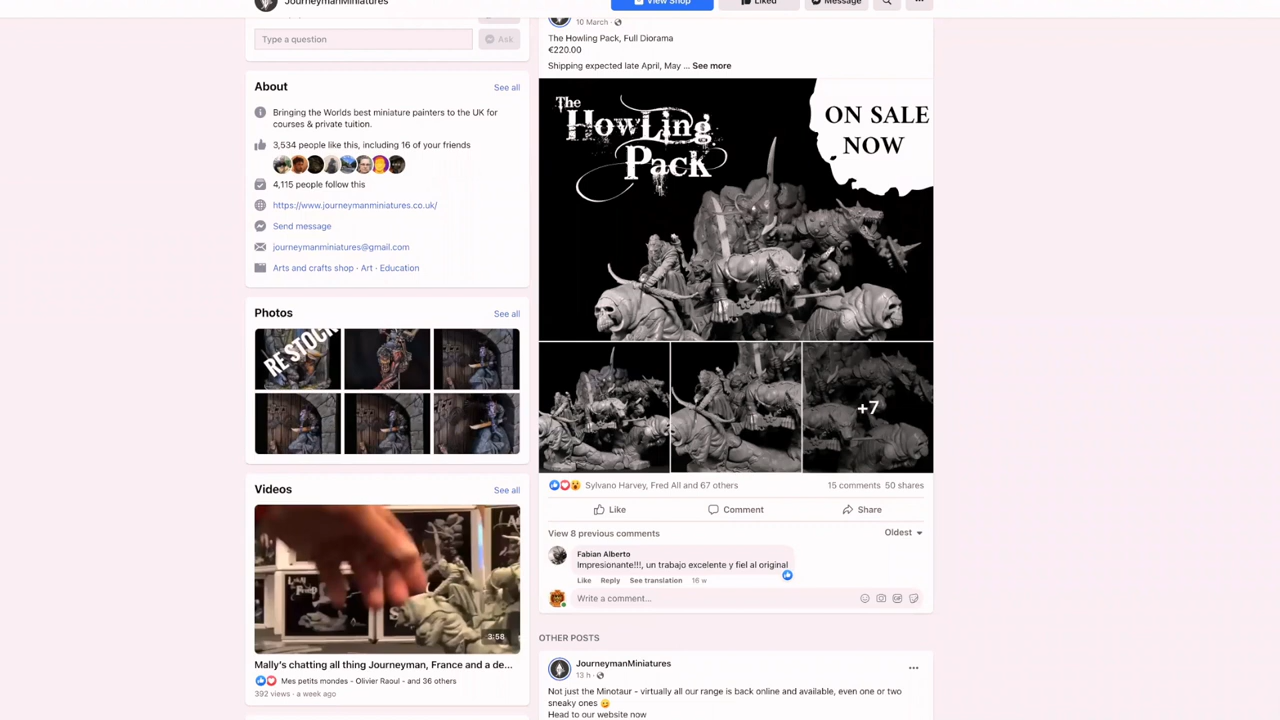 JourneymanMiniatures
View Shop
Liked
Message
Type a question
Ask
About
See all
Bringing the Worlds best miniature painters to the UK for
courses & private tuition.
3,534 people like this, including 16 of your friends
4,115 people follow this
https://www.journeymanminiatures.co.uk/
Send message
journeymanminiatures@gmail.com
Arts and crafts shop · Art · Education
Photos
See all
RE STOCK
Videos
See all
3:58
Mally's chatting all thing Journeyman, France and a de...
Mes petits mondes - Olivier Raoul - and 36 others
392 views · a week ago
10 March ·
The Howling Pack, Full Diorama
€220.00
Shipping expected late April, May ... See more
The
Howling
Pack
ON SALE
NOW
+7
Sylvano Harvey, Fred All and 67 others
15 comments 50 shares
Like
Comment
Share
View 8 previous comments
Oldest
Fabian Alberto
Impresionante!!!, un trabajo excelente y fiel al original
Like Reply See translation 16 w
Write a comment...
GIF
OTHER POSTS
JourneymanMiniatures
13 h ·
Not just the Minotaur - virtually all our range is back online and available, even one or two
sneaky ones 😏
Head to our website now